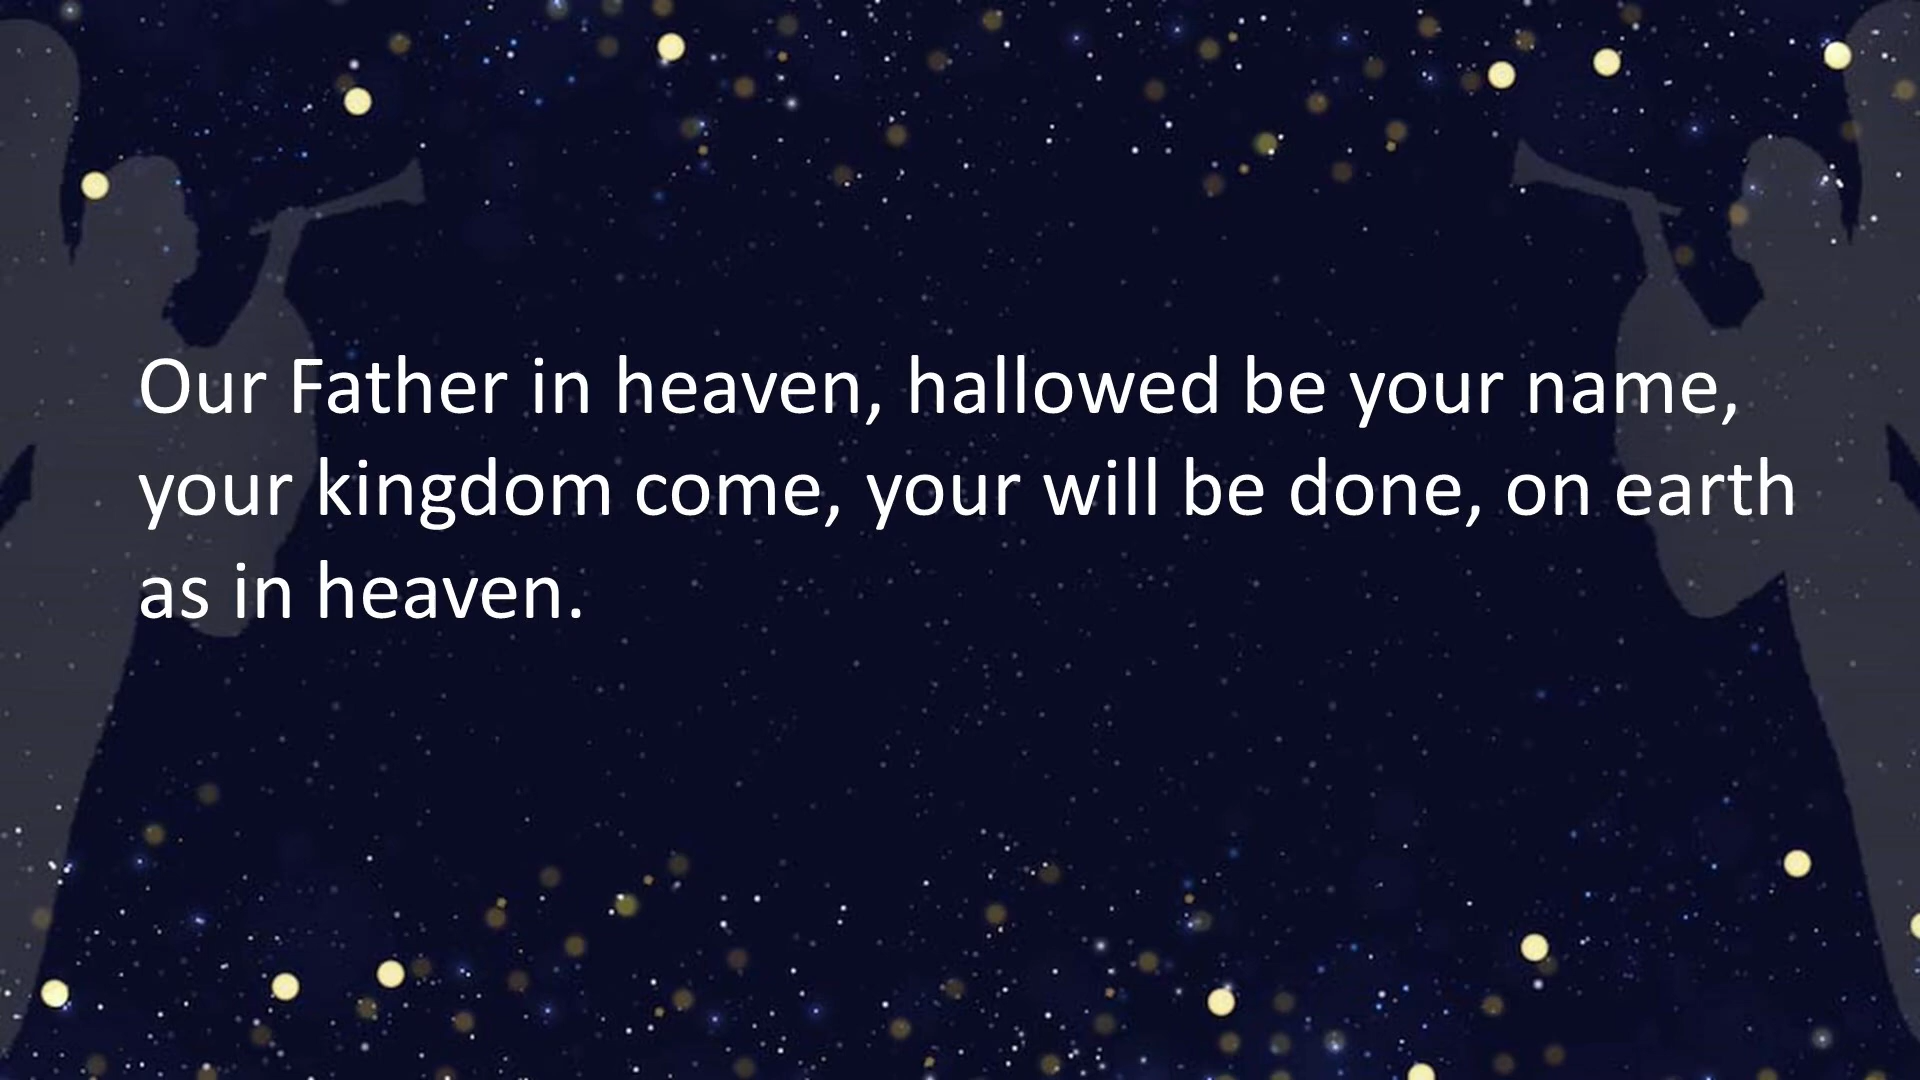 Our Father in heaven, hallowed be your name,
your kingdom come, your will be done, on earth
as in heaven.